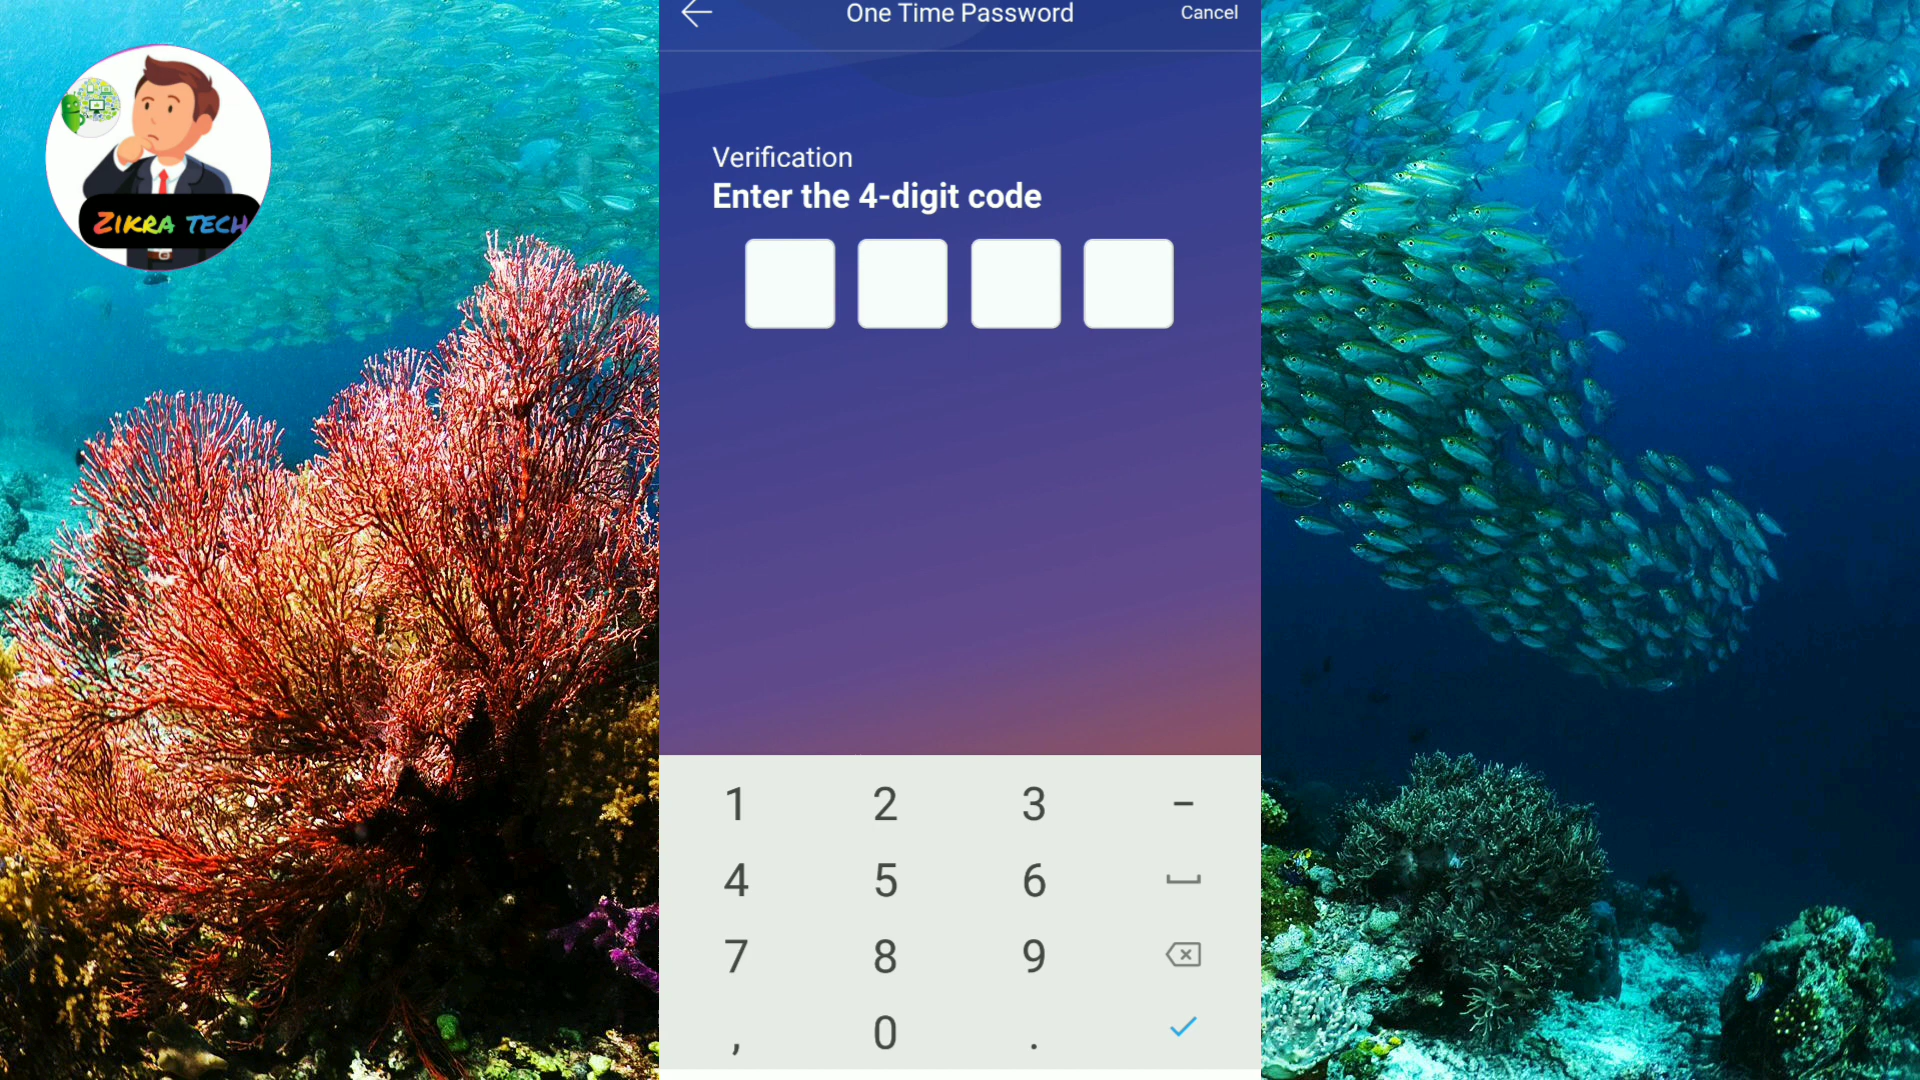 One Time Password Cancel
ZIKRA TECH
Verification
Enter the 4-digit code
1 2 3 -
4 5 6
7 8 9
, 0 .